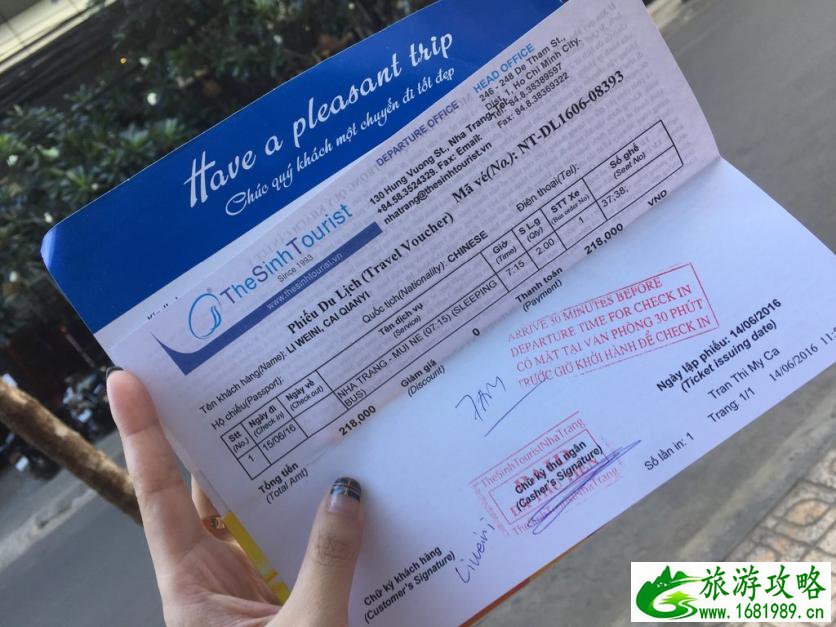 Have a pleasant trip
Chúc quý khách một chuyến đi tốt đẹp
TheSinhTourist
Since 1993
www.thesinhtourist.vn
DEPARTURE OFFICE
130 Hung Vuong St., Nha Trang
+84.58.3524329; Fax: Email:
nhatrang@thesinhtourist.vn
HEAD OFFICE
246 - 248 De Tham St.,
Dist 1, Ho Chi Minh City.
Tel: 84.8.38389597
Fax: 84.8.38369322
Phiếu Du Lịch (Travel Voucher)
Mã vé(No.): NT-DL1606-08393
Tên khách hàng(Name): LI WEINI, CAI QIANYI
Hộ chiếu(Passport):
Quốc tịch(Nationality): CHINESE
Điện thoại(Tel):
Stt (No.)
Ngày đi (Check in)
Ngày về (Check out)
Tên dịch vụ (Service)
Giờ (Time)
S L-g (Qty)
STT Xe (Bus order No)
Số ghế (Seat No)
1
15/06/16
NHA TRANG - MUI NE (07:15) (SLEEPING BUS)
7:15
2.00
1
37;38;
Tổng tiền (Total Amt)
218,000
Giảm giá (Discount)
0
Thanh toán (Payment)
218,000
VND
ARRIVE 30 MINUTES BEFORE
DEPARTURE TIME FOR CHECK IN
CÓ MẶT TẠI VĂN PHÒNG 30 PHÚT
TRƯỚC GIỜ KHỞI HÀNH ĐỂ CHECK IN
Ngày lập phiếu: 14/06/2016
(Ticket issuing date)
Tran Thi My Ca
14/06/2016 11:
Trang: 1/1
Số lần in: 1
TheSinhTouristNhaTrang
Chữ ký thu ngân
(Casher's Signature)
TheSinhTouristNhaTrang
Chữ ký khách hàng
(Customer's Signature)
Liweini
旅游攻略
www.1681989.cn